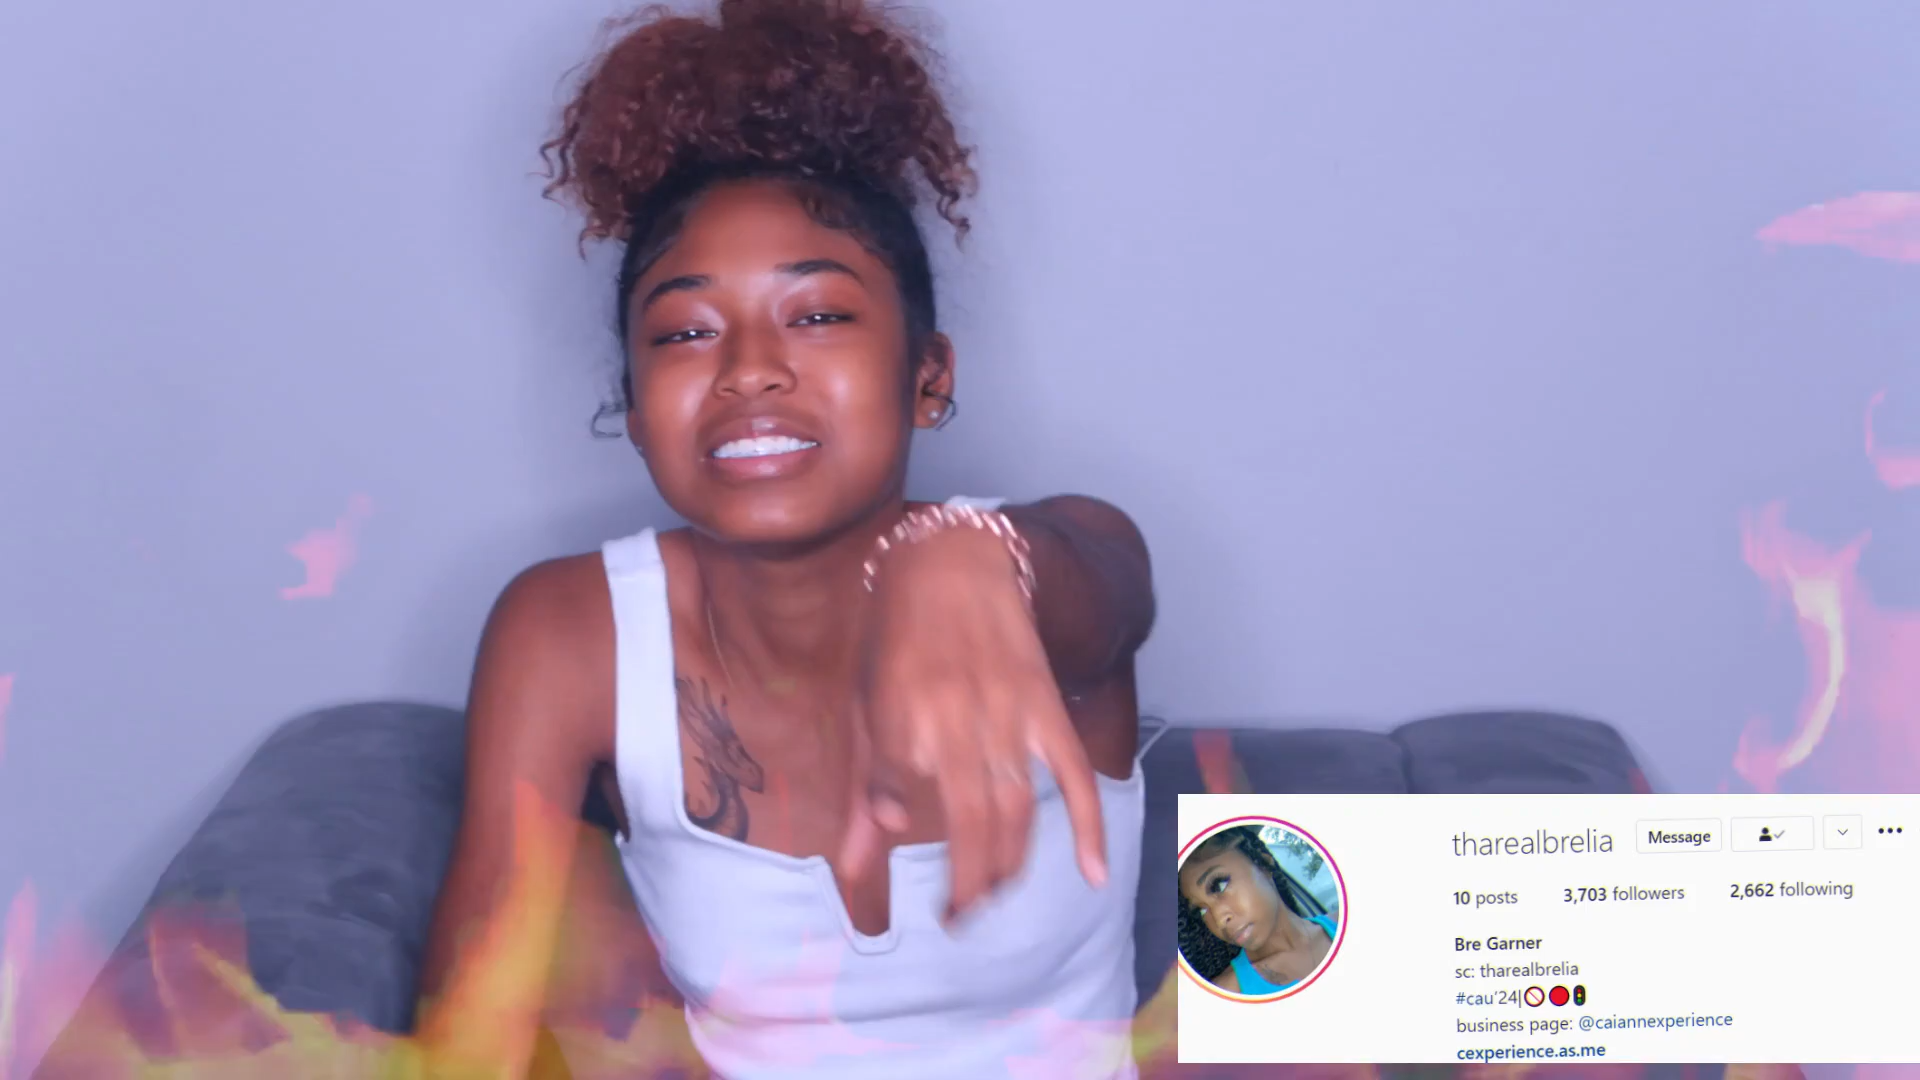 tharealbrelia Message
10 posts 3,703 followers 2,662 following
Bre Garner
sc: tharealbrelia
#cau'24|🚫🔴🚦
business page: @caiannexperience
cexperience.as.me